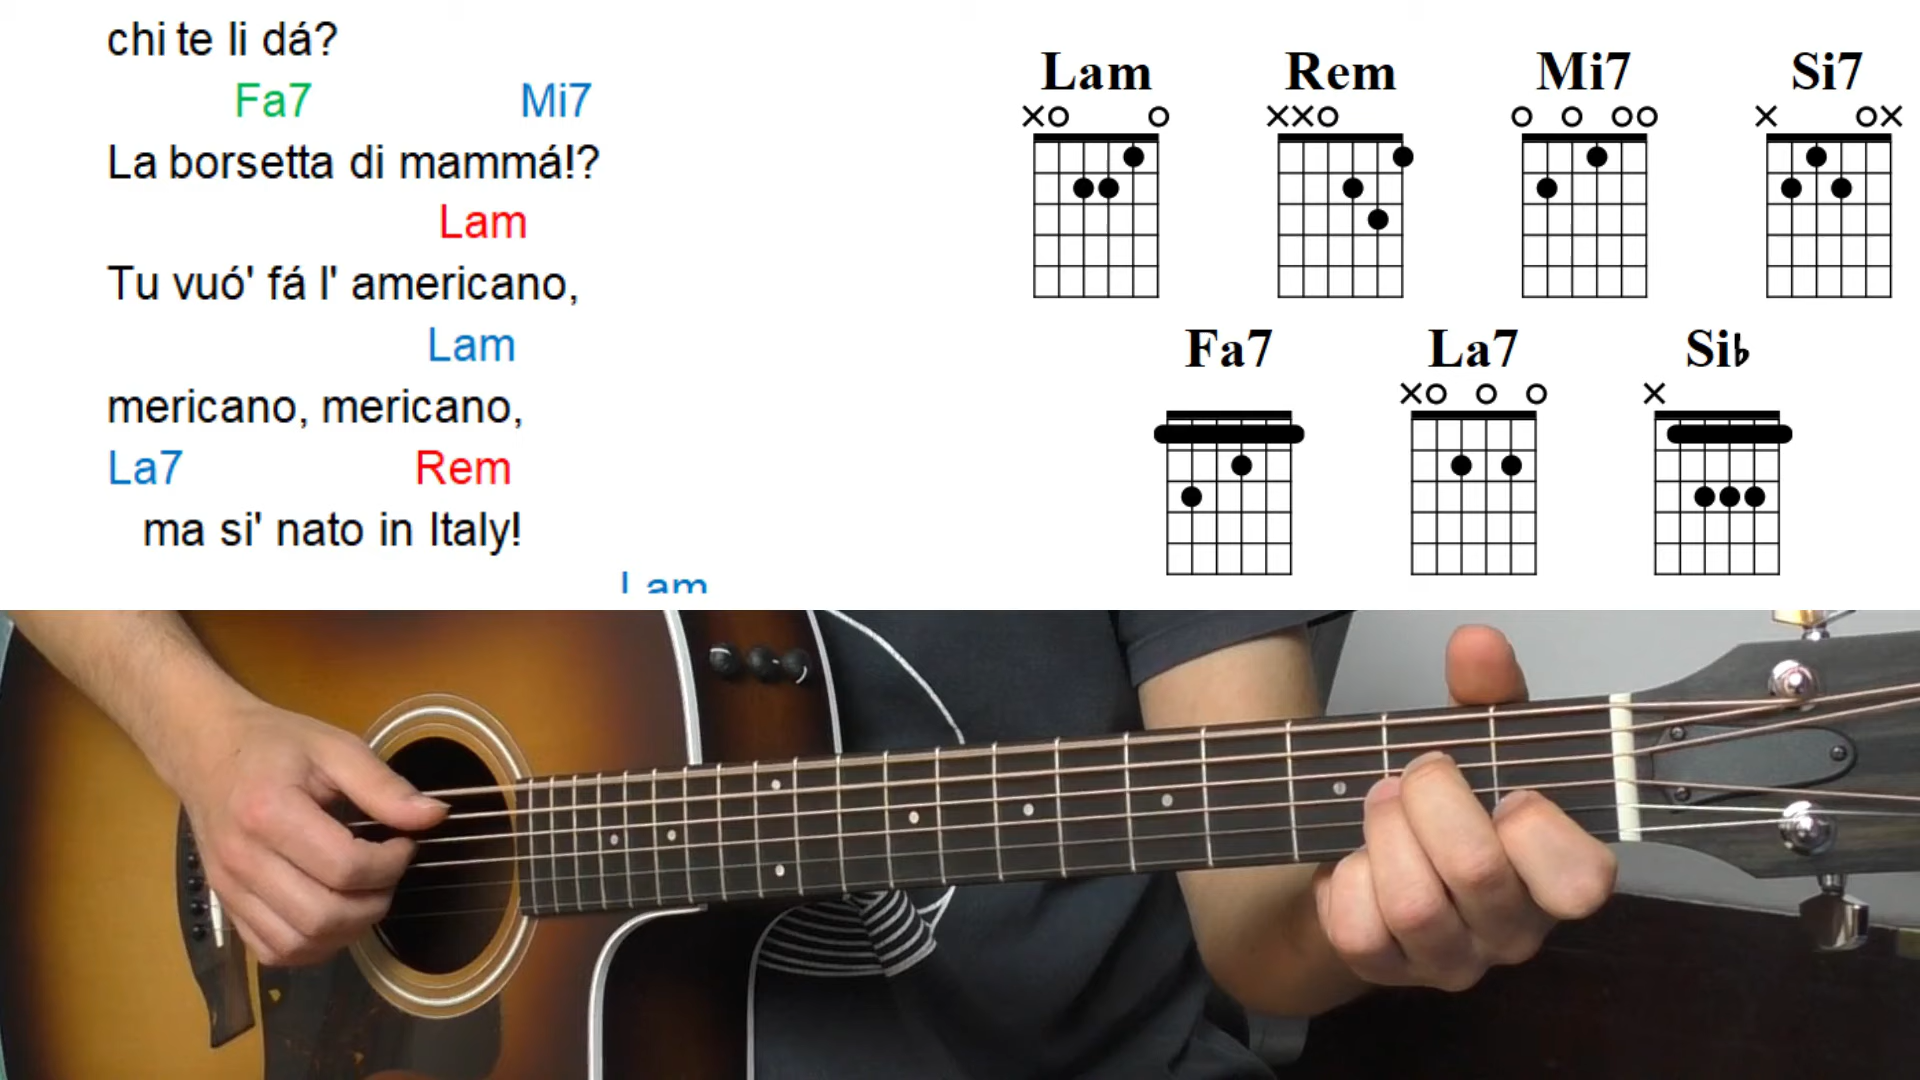 chi te li dá?
Fa7 Mi7
La borsetta di mammá!?
Lam
Tu vuó' fá l' americano,
Lam
mericano, mericano,
La7 Rem
ma si' nato in Italy!
Lam
Lam Rem Mi7 Si7
Fa7 La7 Si♭